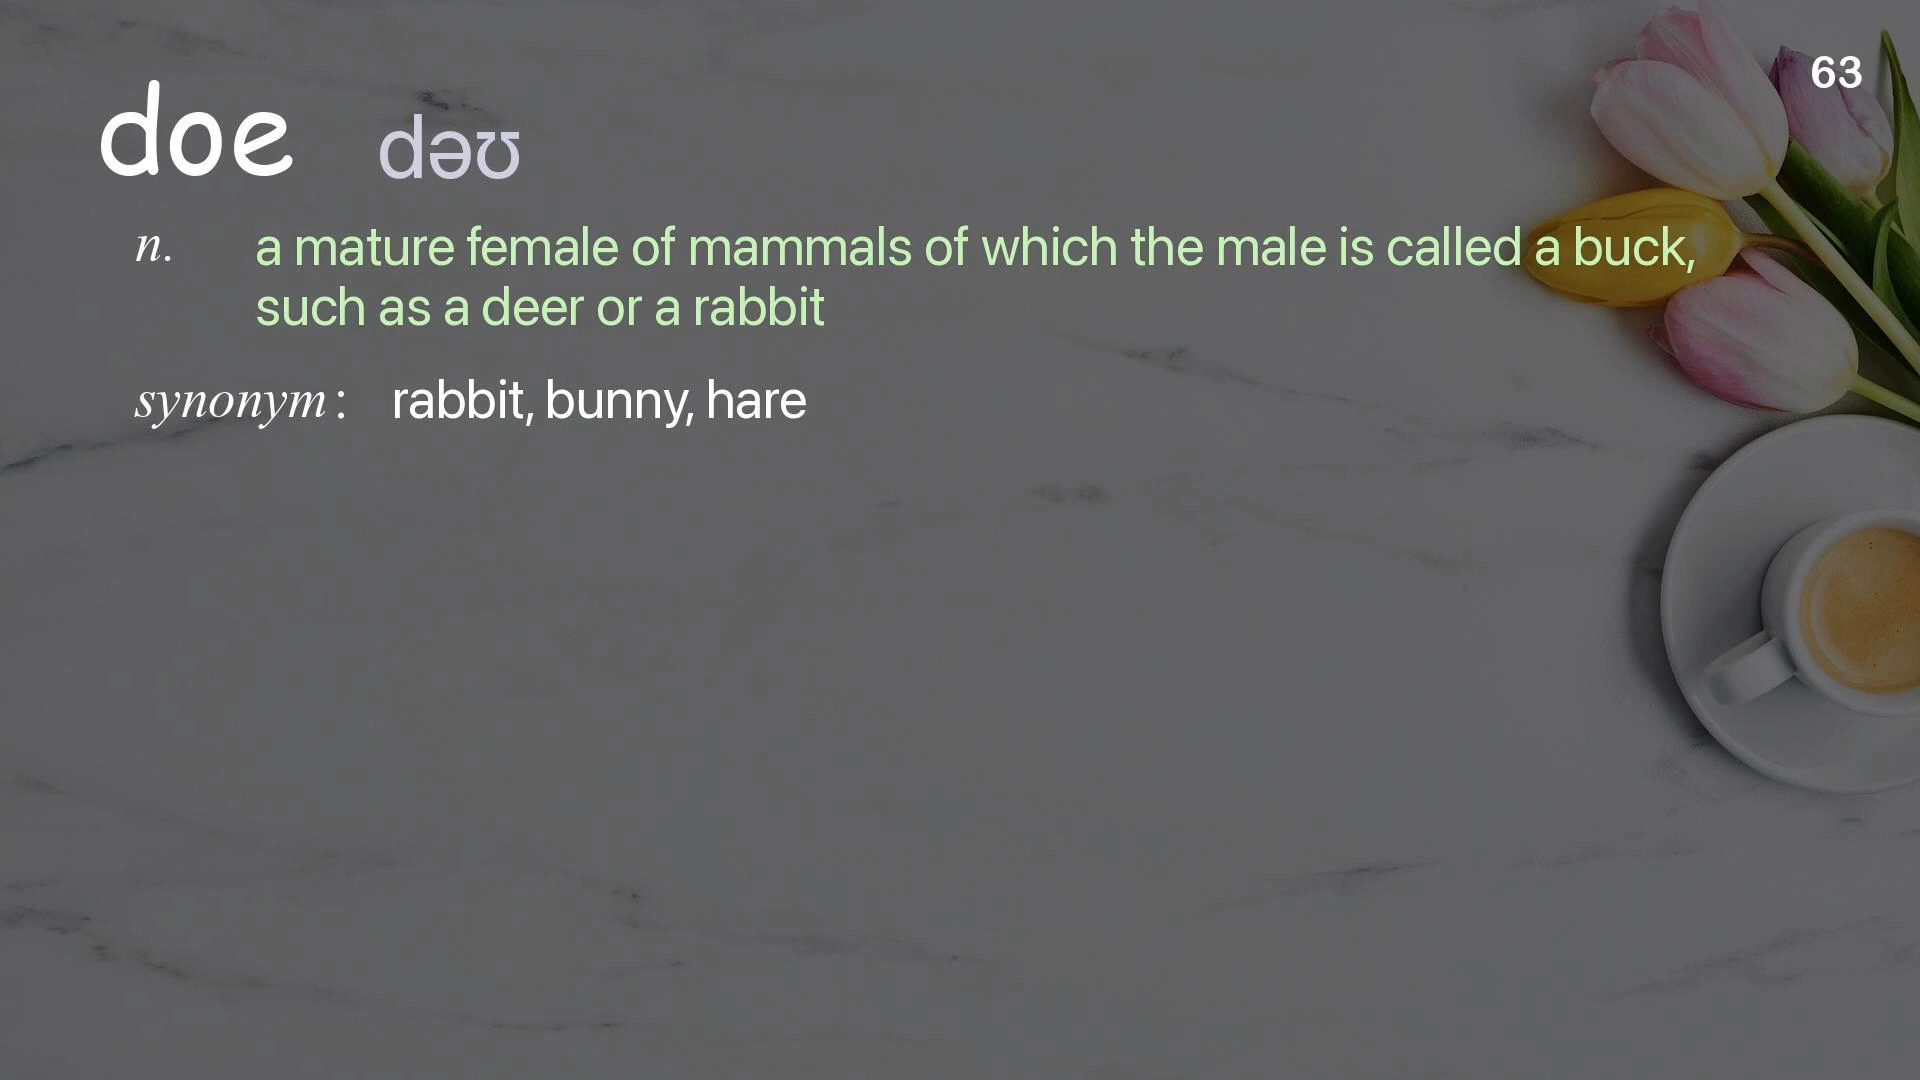 63
doe dəʊ
n. a mature female of mammals of which the male is called a buck,
such as a deer or a rabbit
synonym: rabbit, bunny, hare